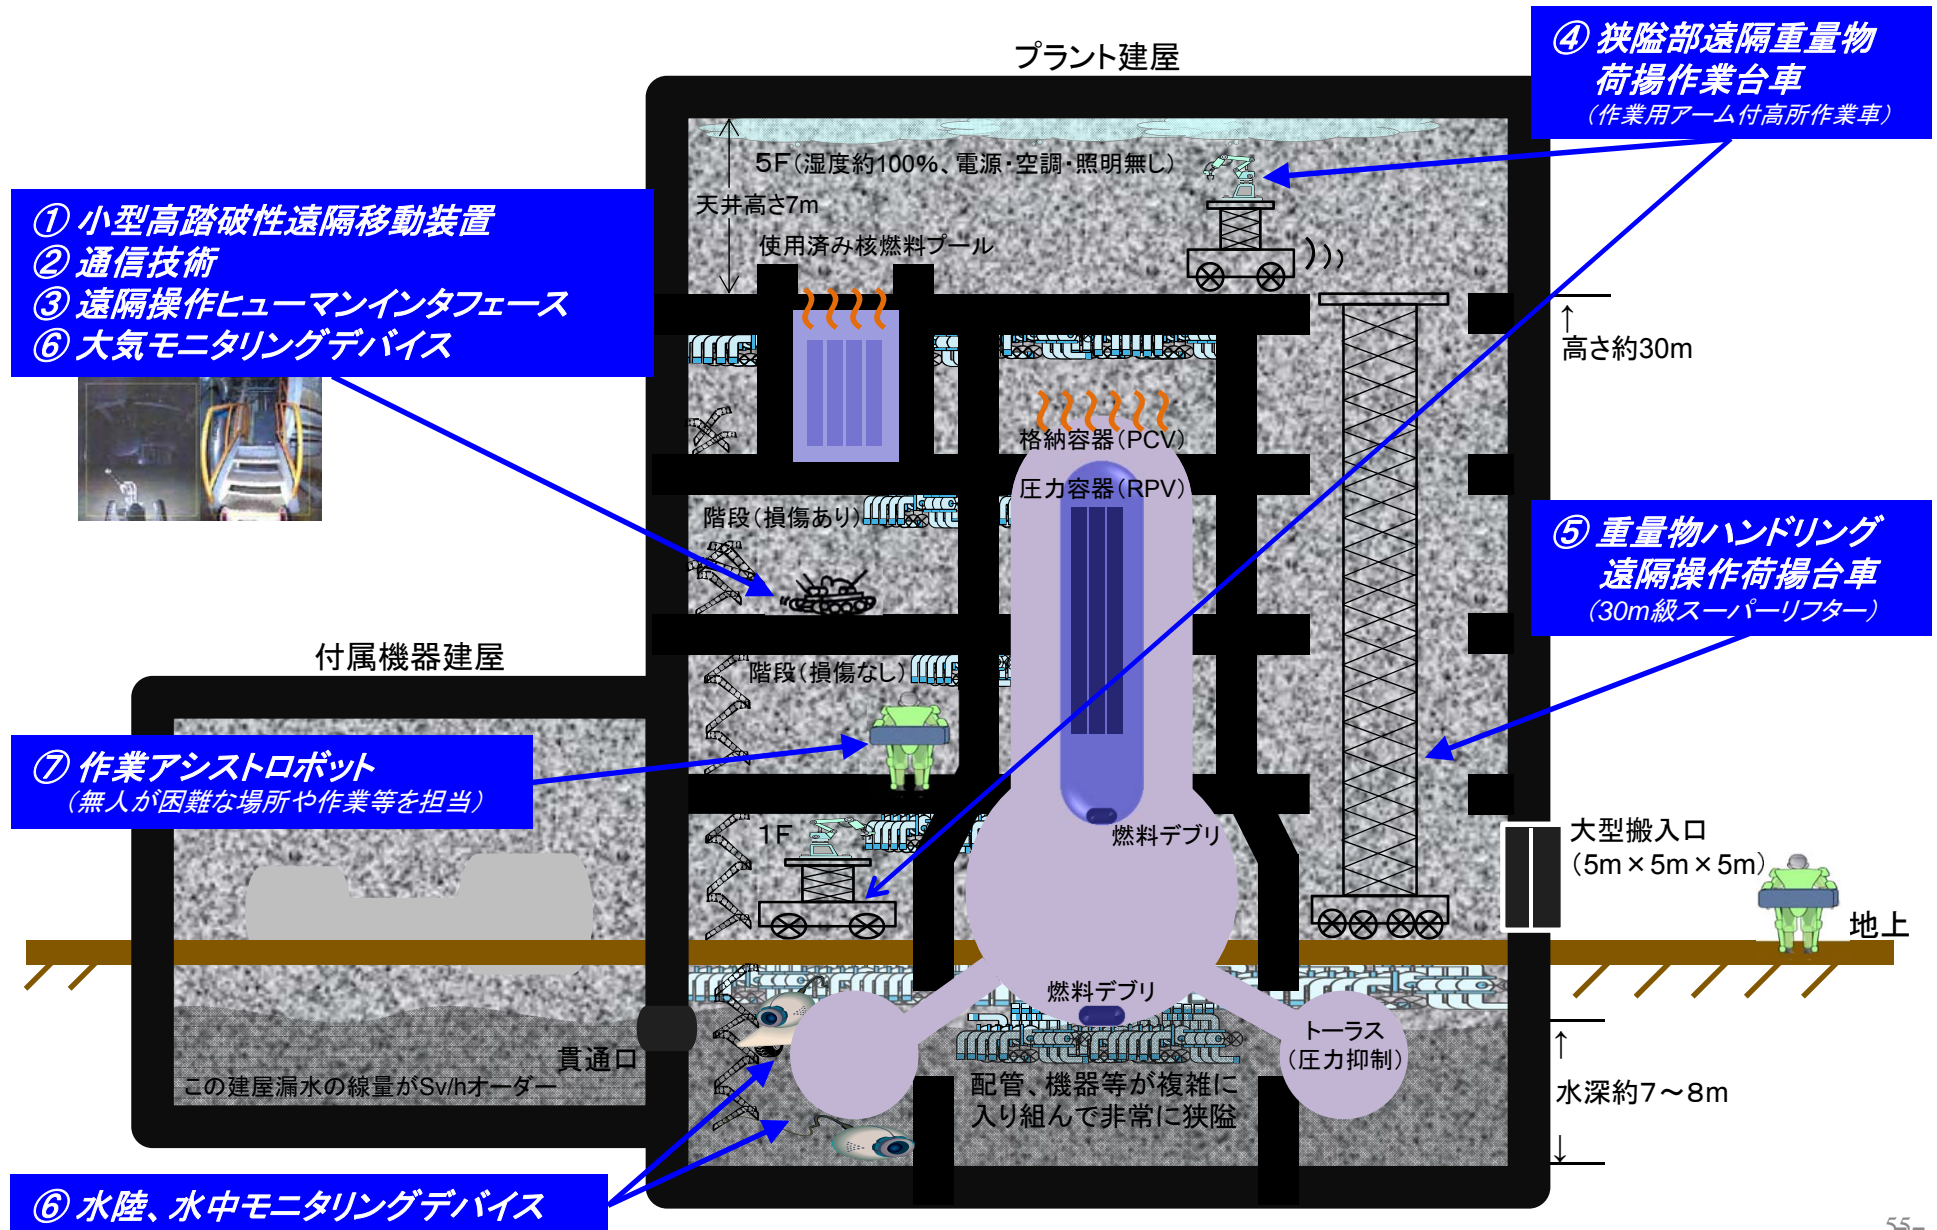 プラント建屋
④ 狭隘部遠隔重量物
荷揚作業台車
（作業用アーム付高所作業車）
5F（湿度約100%、電源・空調・照明無し）
天井高さ7m
使用済み核燃料プール
① 小型高踏破性遠隔移動装置
② 通信技術
③ 遠隔操作ヒューマンインタフェース
⑥ 大気モニタリングデバイス
↑
高さ約30m
格納容器（PCV）
圧力容器（RPV）
階段（損傷あり）
⑤ 重量物ハンドリング
遠隔操作荷揚台車
（30m級スーパーリフター）
付属機器建屋
階段（損傷なし）
⑦ 作業アシストロボット
（無人が困難な場所や作業等を担当）
1F
燃料デブリ
大型搬入口
（5m×5m×5m）
地上
燃料デブリ
トーラス
（圧力抑制）
貫通口
この建屋漏水の線量がSv/hオーダー
配管、機器等が複雑に
入り組んで非常に狭隘
↑
水深約7～8m
↓
⑥ 水陸、水中モニタリングデバイス